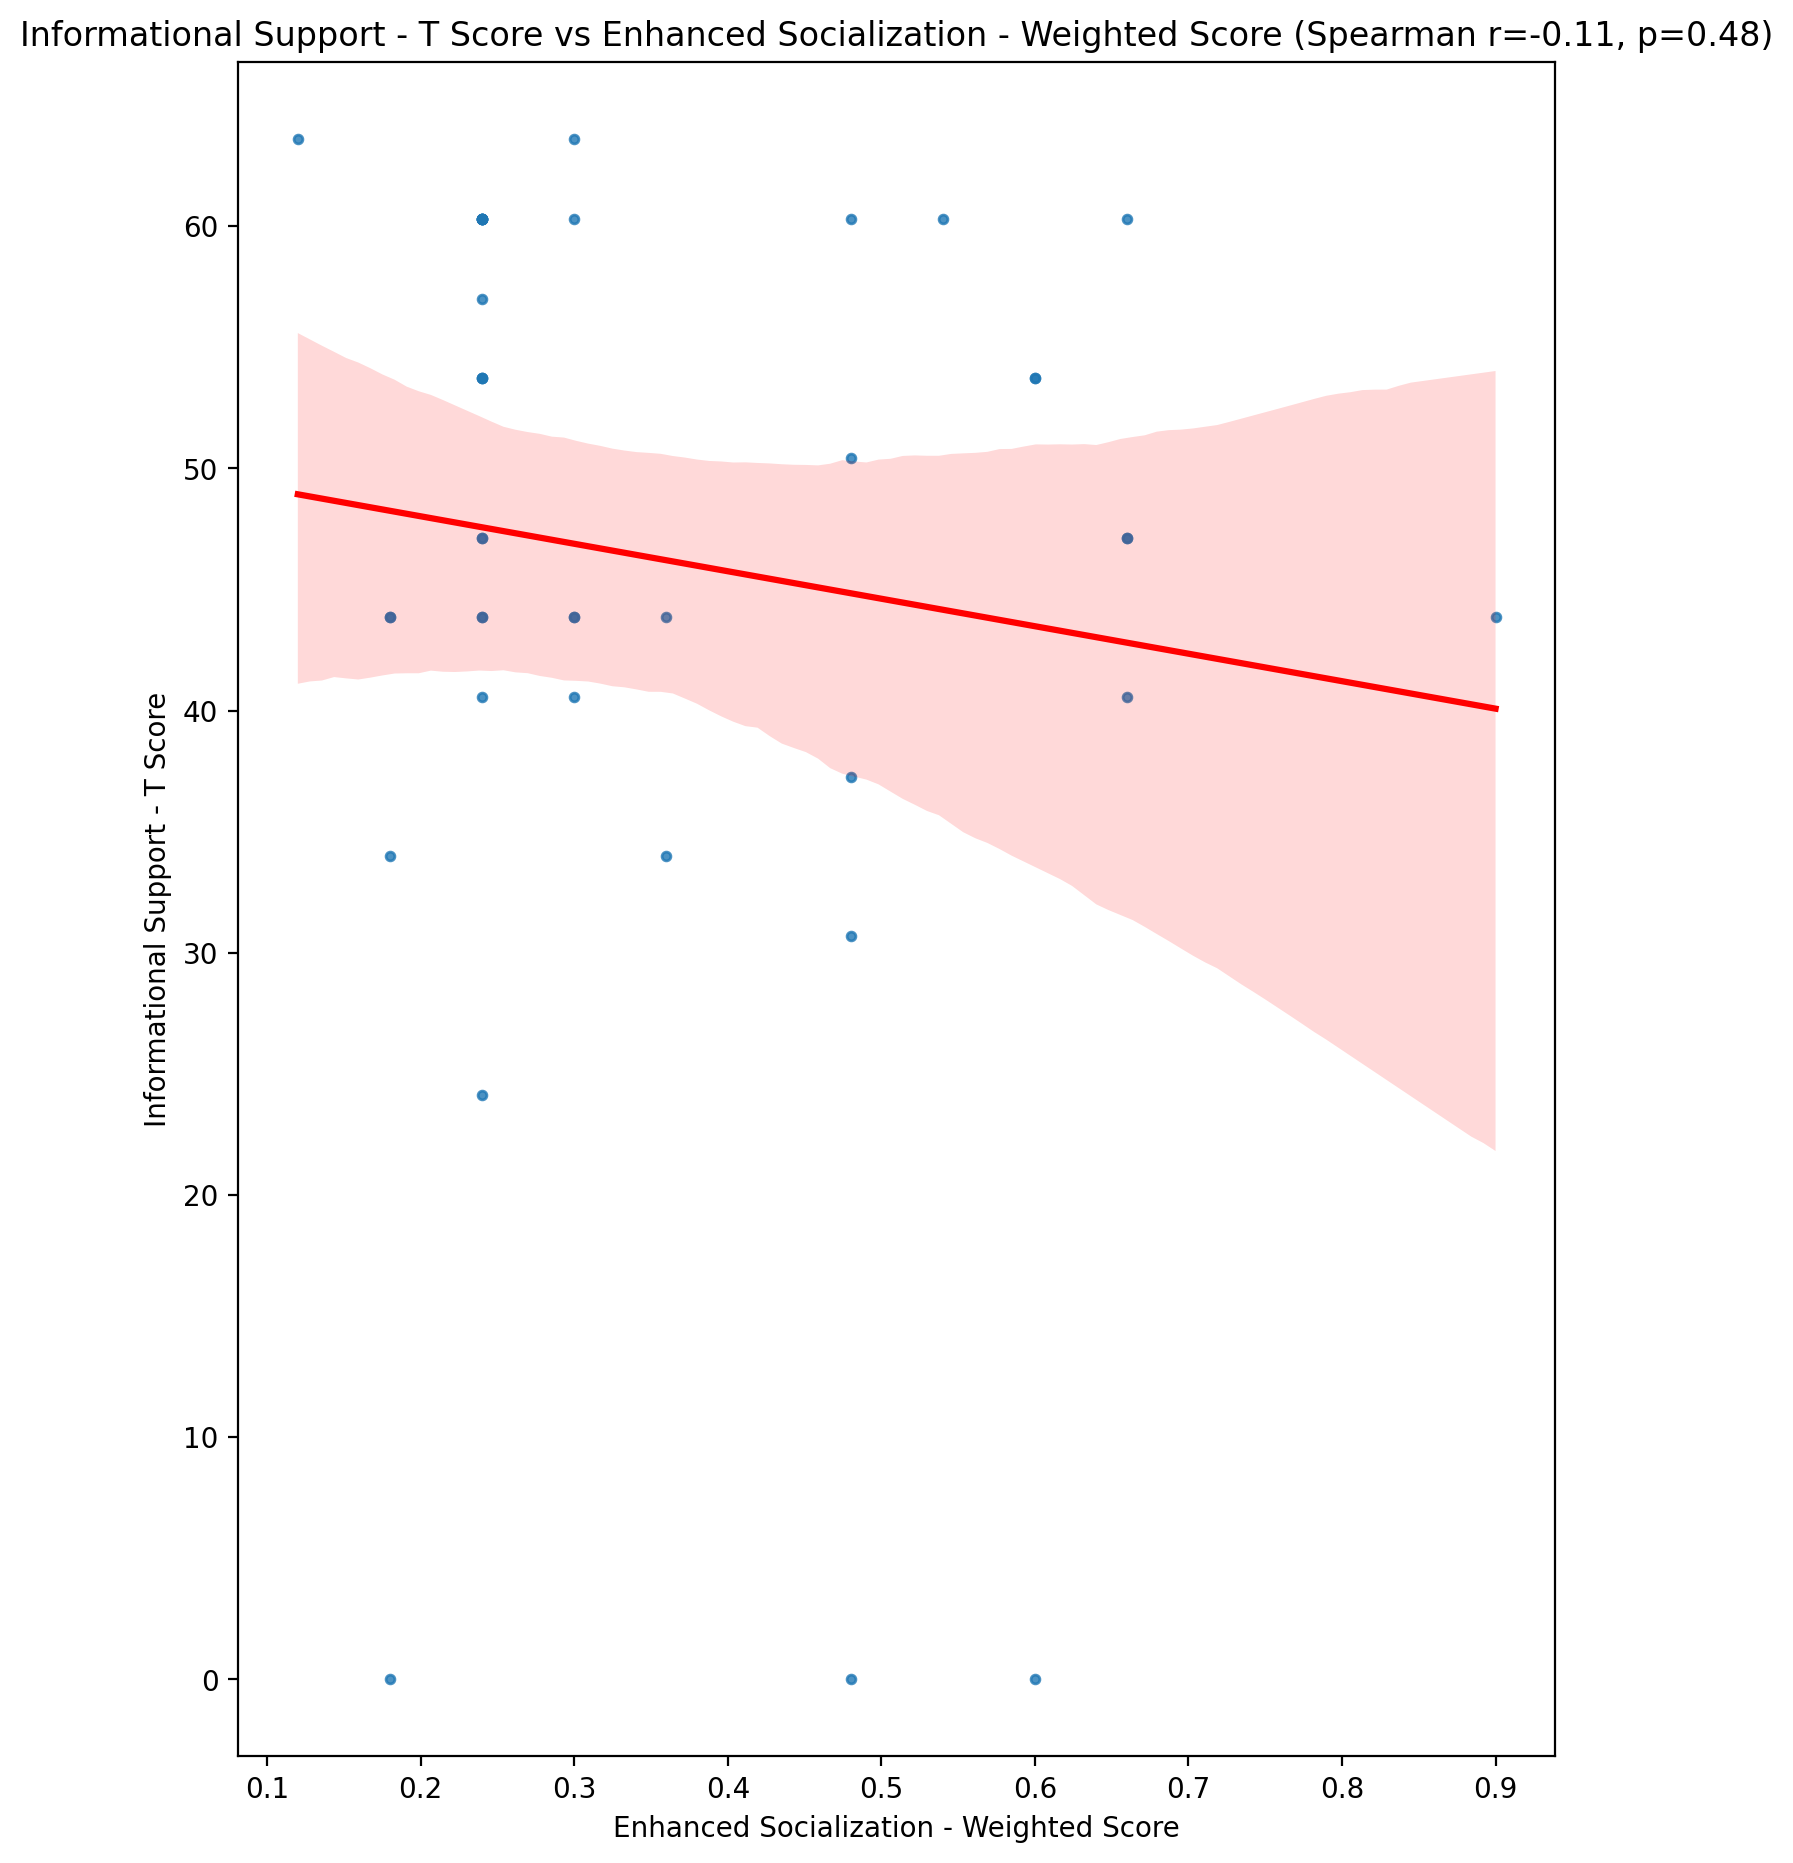 Informational Support - T Score vs Enhanced Socialization - Weighted Score (Spearman r=-0.11, p=0.48)
Informational Support - T Score
60
50
40
30
20
10
0
0.1 0.2 0.3 0.4 0.5 0.6 0.7 0.8 0.9
Enhanced Socialization - Weighted Score